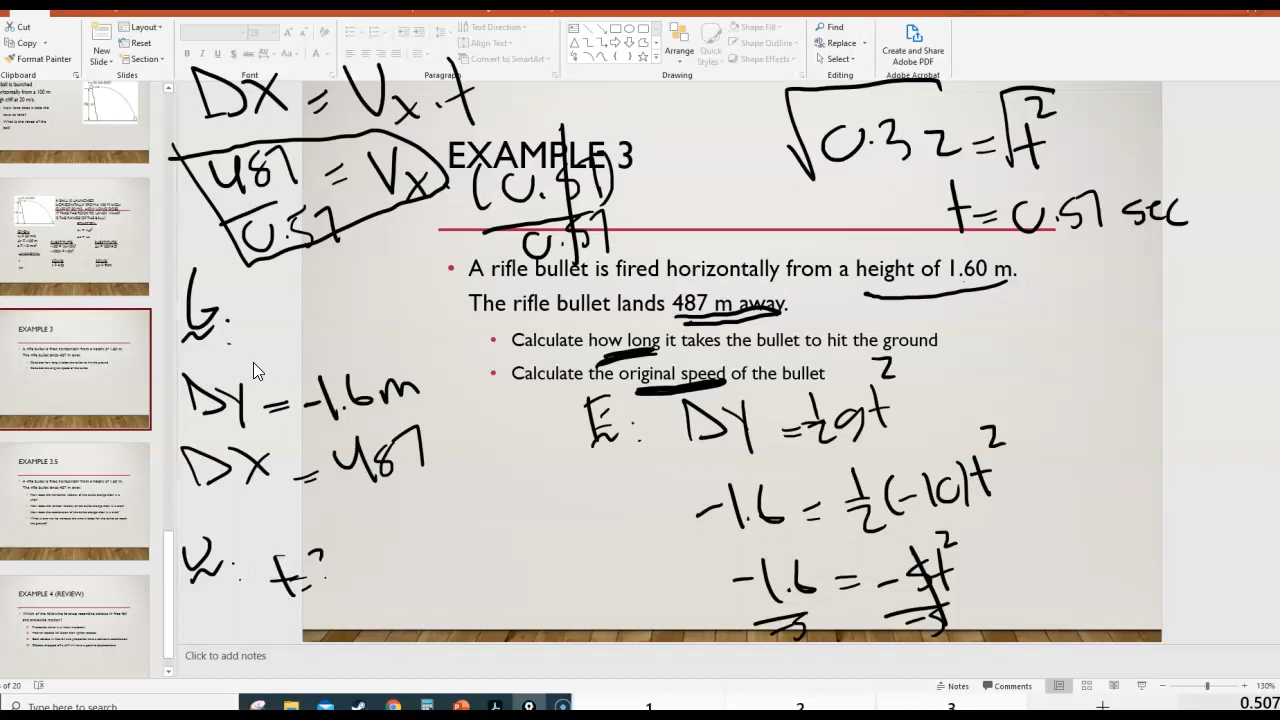 Cut
Copy
Format Painter
Clipboard
New Slide
Layout
Reset
Section
Slides
Font
Text Direction
Align Text
Convert to SmartArt
Paragraph
Arrange
Quick Styles
Shape Fill
Shape Outline
Shape Effects
Drawing
Find
Replace
Select
Editing
Create and Share Adobe PDF
Adobe Acrobat
DX = Vx · t
487 = Vx (0.57)
0.57 0.57
√0.32 = √t²
t = 0.57 sec
EXAMPLE 3
• A rifle bullet is fired horizontally from a height of 1.60 m.
The rifle bullet lands 487 m away.
• Calculate how long it takes the bullet to hit the ground
• Calculate the original speed of the bullet
G:
DY = -1.6m
DX = 487
U: t=?
E: DY = ½gt²
-1.6 = ½(-10)t²
-1.6 = -5t²
-5 -5
EXAMPLE 3
EXAMPLE 3.5
EXAMPLE 4 (REVIEW)
Click to add notes
of 20
Notes
Comments
130%
Type here to search
1
2
3
0.507